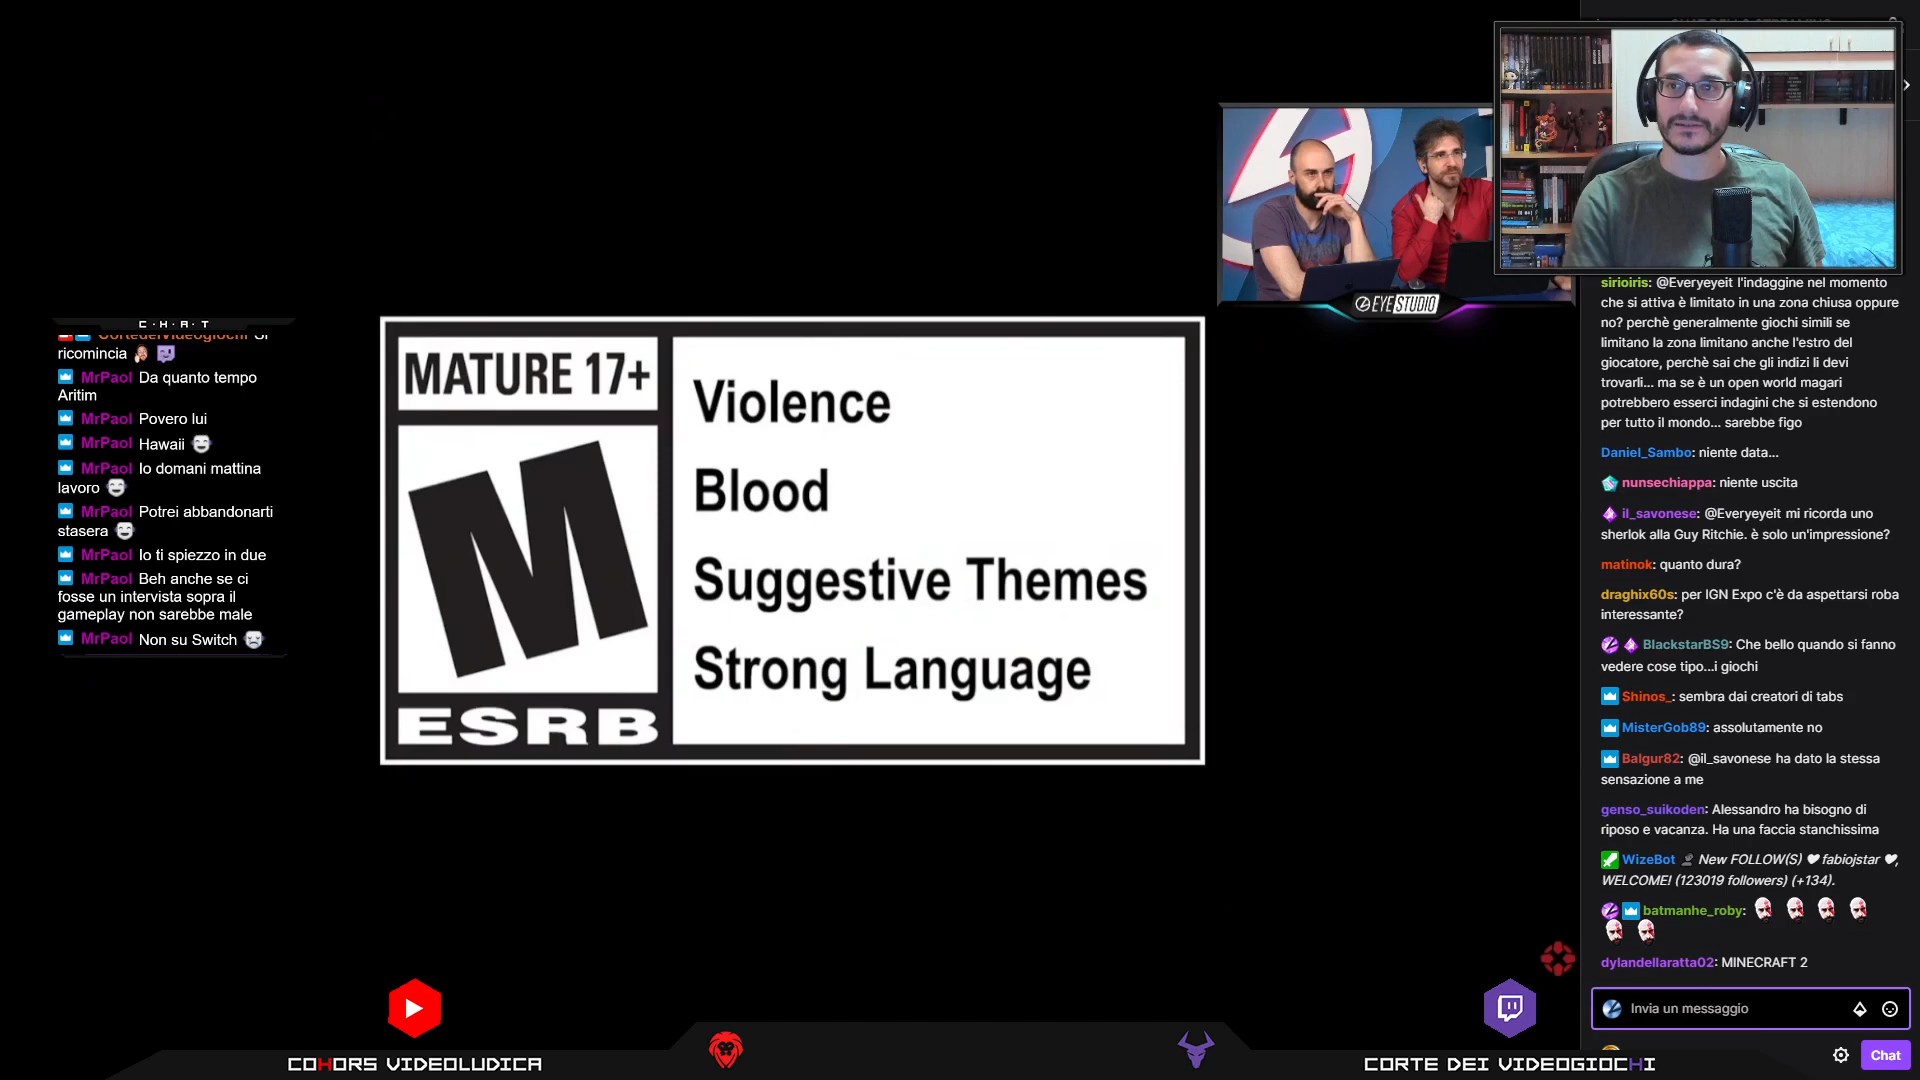 C·H·A·T
CortedeiVideogiochi Si
ricomincia
MrPaol Da quanto tempo
Aritim
MrPaol Povero lui
MrPaol Hawaii
MrPaol Io domani mattina
lavoro
MrPaol Potrei abbandonarti
stasera
MrPaol Io ti spiezzo in due
MrPaol Beh anche se ci
fosse un intervista sopra il
gameplay non sarebbe male
MrPaol Non su Switch
MATURE 17+
M
ESRB
Violence
Blood
Suggestive Themes
Strong Language
EYESTUDIO
sirioiris: @Everyeyeit l'indaggine nel momento
che si attiva è limitato in una zona chiusa oppure
no? perchè generalmente giochi simili se
limitano la zona limitano anche l'estro del
giocatore, perchè sai che gli indizi li devi
trovarli... ma se è un open world magari
potrebbero esserci indagini che si estendono
per tutto il mondo... sarebbe figo
Daniel_Sambo: niente data...
nunsechiappa: niente uscita
il_savonese: @Everyeyeit mi ricorda uno
sherlok alla Guy Ritchie. è solo un'impressione?
matinok: quanto dura?
draghix60s: per IGN Expo c'è da aspettarsi roba
interessante?
BlackstarBS9: Che bello quando si fanno
vedere cose tipo...i giochi
Shinos_: sembra dai creatori di tabs
MisterGob89: assolutamente no
Balgur82: @il_savonese ha dato la stessa
sensazione a me
genso_suikoden: Alessandro ha bisogno di
riposo e vacanza. Ha una faccia stanchissima
WizeBot New FOLLOW(S) ♥ fabiojstar ♥,
WELCOME! (123019 followers) (+134).
batmanhe_roby:
dylandellaratta02: MINECRAFT 2
Invia un messaggio
Chat
COHORS VIDEOLUDICA
CORTE DEI VIDEOGIOCHI